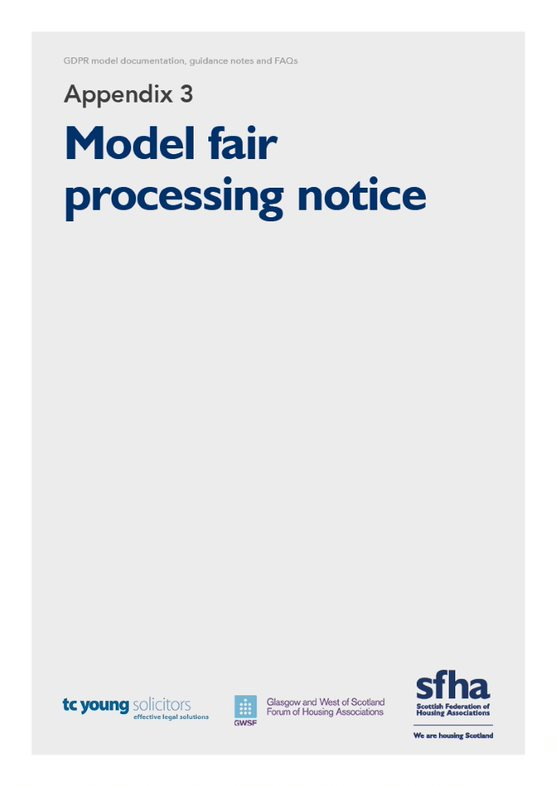 GDPR model documentation, guidance notes and FAQs
Appendix 3
Model fair
processing notice
tc young solicitors
effective legal solutions
GWSF
Glasgow and West of Scotland
Forum of Housing Associations
sfha
Scottish Federation of
Housing Associations
We are housing Scotland